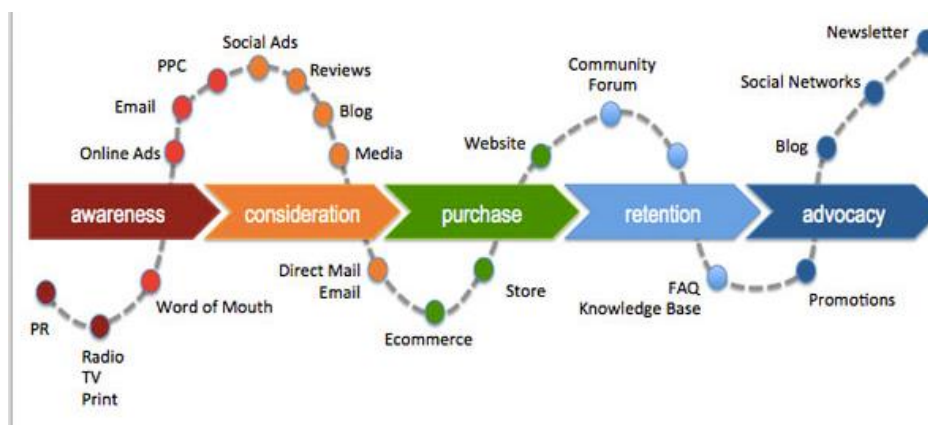 Newsletter
Social Ads
PPC
Reviews
Community
Forum
Social Networks
Email
Blog
Website
Blog
Online Ads
Media
awareness
consideration
purchase
retention
advocacy
Direct Mail
Email
Store
FAQ
Knowledge Base
Promotions
Word of Mouth
PR
Ecommerce
Radio
TV
Print